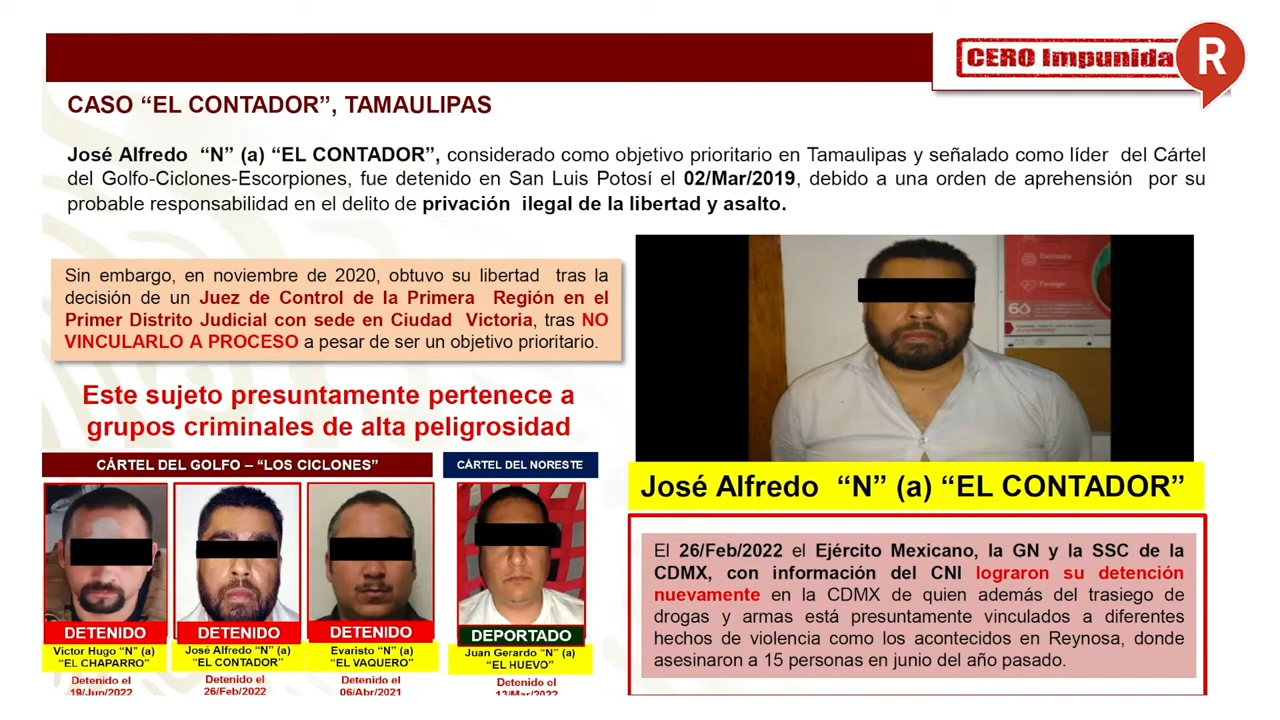 CERO Impunida
R
CASO “EL CONTADOR”, TAMAULIPAS
José Alfredo “N” (a) “EL CONTADOR”, considerado como objetivo prioritario en Tamaulipas y señalado como líder del Cártel
del Golfo-Ciclones-Escorpiones, fue detenido en San Luis Potosí el 02/Mar/2019, debido a una orden de aprehensión por su
probable responsabilidad en el delito de privación ilegal de la libertad y asalto.
Sin embargo, en noviembre de 2020, obtuvo su libertad tras la
decisión de un Juez de Control de la Primera Región en el
Primer Distrito Judicial con sede en Ciudad Victoria, tras NO
VINCULARLO A PROCESO a pesar de ser un objetivo prioritario.
Este sujeto presuntamente pertenece a
grupos criminales de alta peligrosidad
CÁRTEL DEL GOLFO – “LOS CICLONES”
CÁRTEL DEL NORESTE
DETENIDO
DETENIDO
DETENIDO
DEPORTADO
Víctor Hugo “N” (a)
“EL CHAPARRO”
José Alfredo “N” (a)
“EL CONTADOR”
Evaristo “N” (a)
“EL VAQUERO”
Juan Gerardo “N” (a)
“EL HUEVO”
Detenido el
19/Jun/2022
Detenido el
26/Feb/2022
Detenido el
06/Abr/2021
Detenido el
13/Mar/2022
José Alfredo “N” (a) “EL CONTADOR”
El 26/Feb/2022 el Ejército Mexicano, la GN y la SSC de la
CDMX, con información del CNI lograron su detención
nuevamente en la CDMX de quien además del trasiego de
drogas y armas está presuntamente vinculados a diferentes
hechos de violencia como los acontecidos en Reynosa, donde
asesinaron a 15 personas en junio del año pasado.